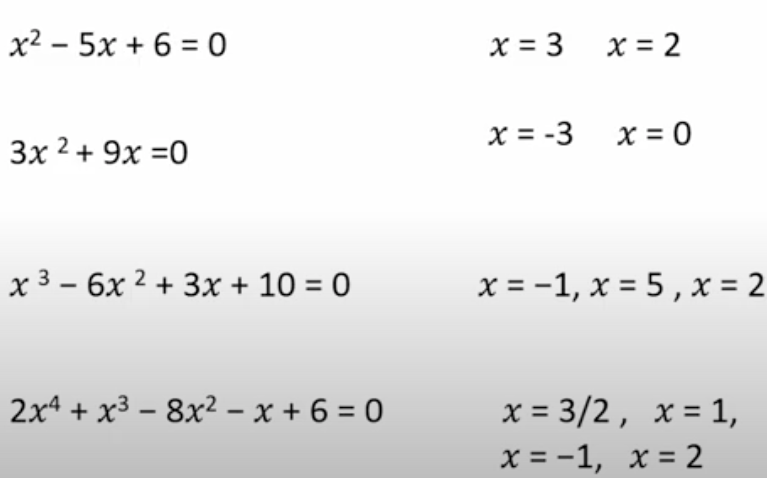 x² – 5x + 6 = 0 x = 3 x = 2
3x ² + 9x =0 x = -3 x = 0
x ³ – 6x ² + 3x + 10 = 0 x = −1, x = 5 , x = 2
2x⁴ + x³ – 8x² – x + 6 = 0 x = 3/2 , x = 1,
x = −1, x = 2